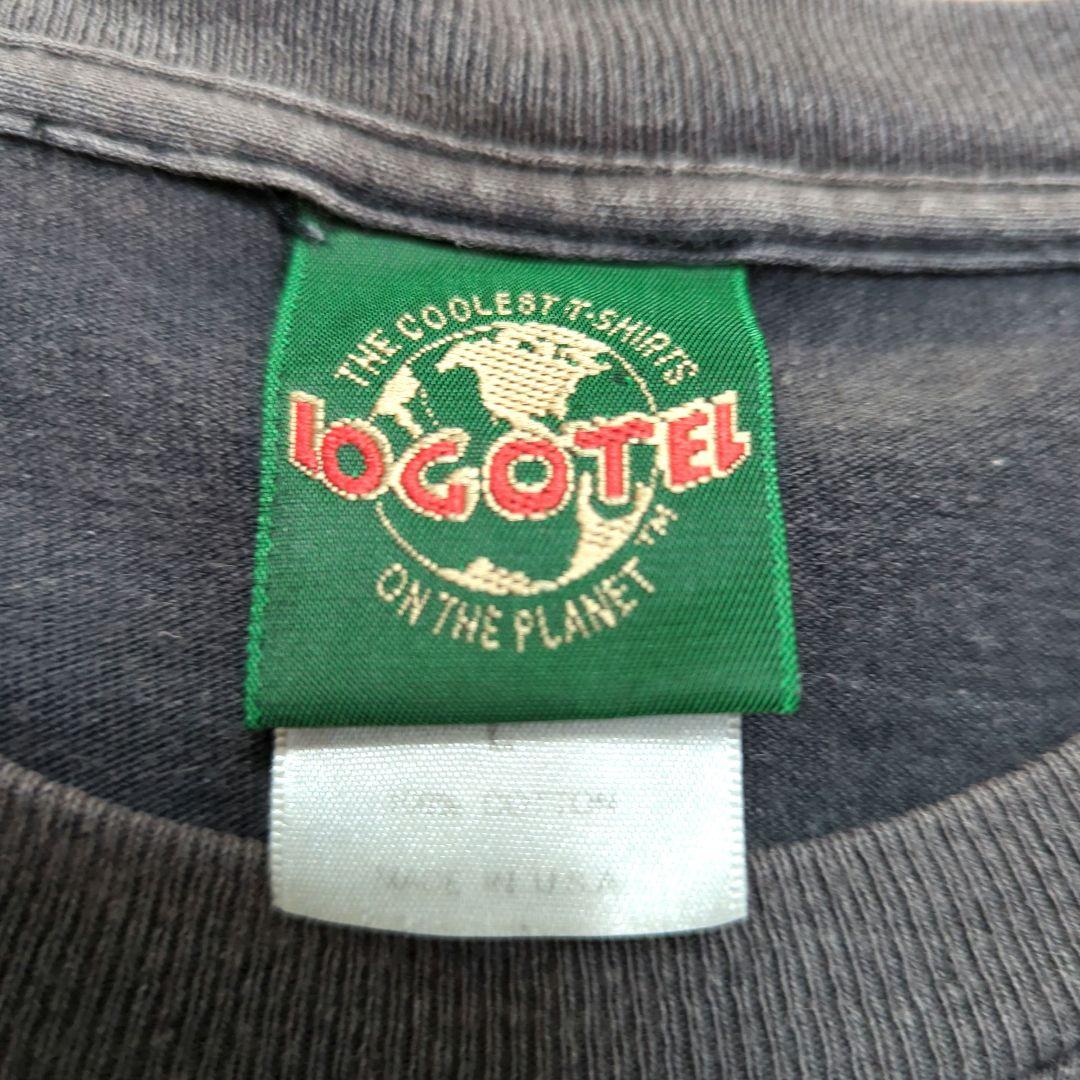 THE COOLEST T-SHIRTS
LOGOTEL
ON THE PLANET™
L
100% COTTON
MADE IN U.S.A.